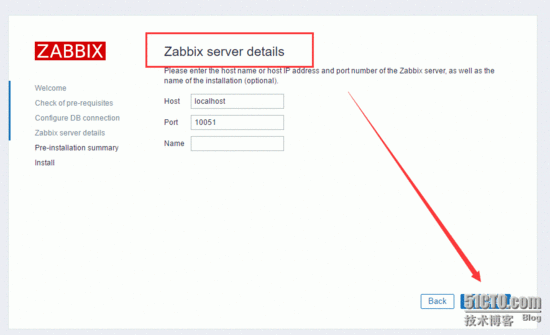 ZABBIX
Zabbix server details
Please enter the host name or host IP address and port number of the Zabbix server, as well as the
name of the installation (optional).
Welcome
Check of pre-requisites
Configure DB connection
Zabbix server details
Pre-installation summary
Install
Host localhost
Port 10051
Name
Back
51CTO.com
技术博客 Blog